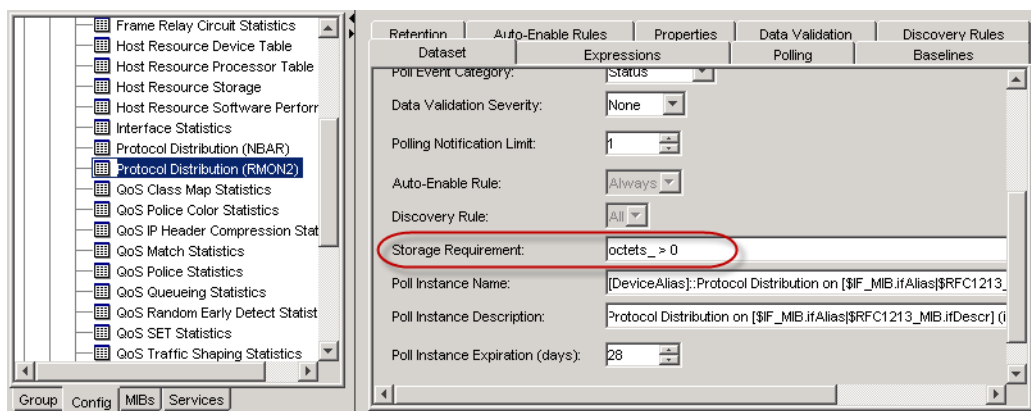 Frame Relay Circuit Statistics
Host Resource Device Table
Host Resource Processor Table
Host Resource Storage
Host Resource Software Perforr
Interface Statistics
Protocol Distribution (NBAR)
Protocol Distribution (RMON2)
QoS Class Map Statistics
QoS Police Color Statistics
QoS IP Header Compression Stat
QoS Match Statistics
QoS Police Statistics
QoS Queueing Statistics
QoS Random Early Detect Statist
QoS SET Statistics
QoS Traffic Shaping Statistics
Group Config MIBs Services
Retention Auto-Enable Rules Properties Data Validation Discovery Rules
Dataset Expressions Polling Baselines
Poll Event Category: Status
Data Validation Severity: None
Polling Notification Limit: 1
Auto-Enable Rule: Always
Discovery Rule: All
Storage Requirement: octets_ > 0
Poll Instance Name: [DeviceAlias]::Protocol Distribution on [$IF_MIB.ifAlias|$RFC1213_
Poll Instance Description: Protocol Distribution on [$IF_MIB.ifAlias|$RFC1213_MIB.ifDescr] (i
Poll Instance Expiration (days): 28